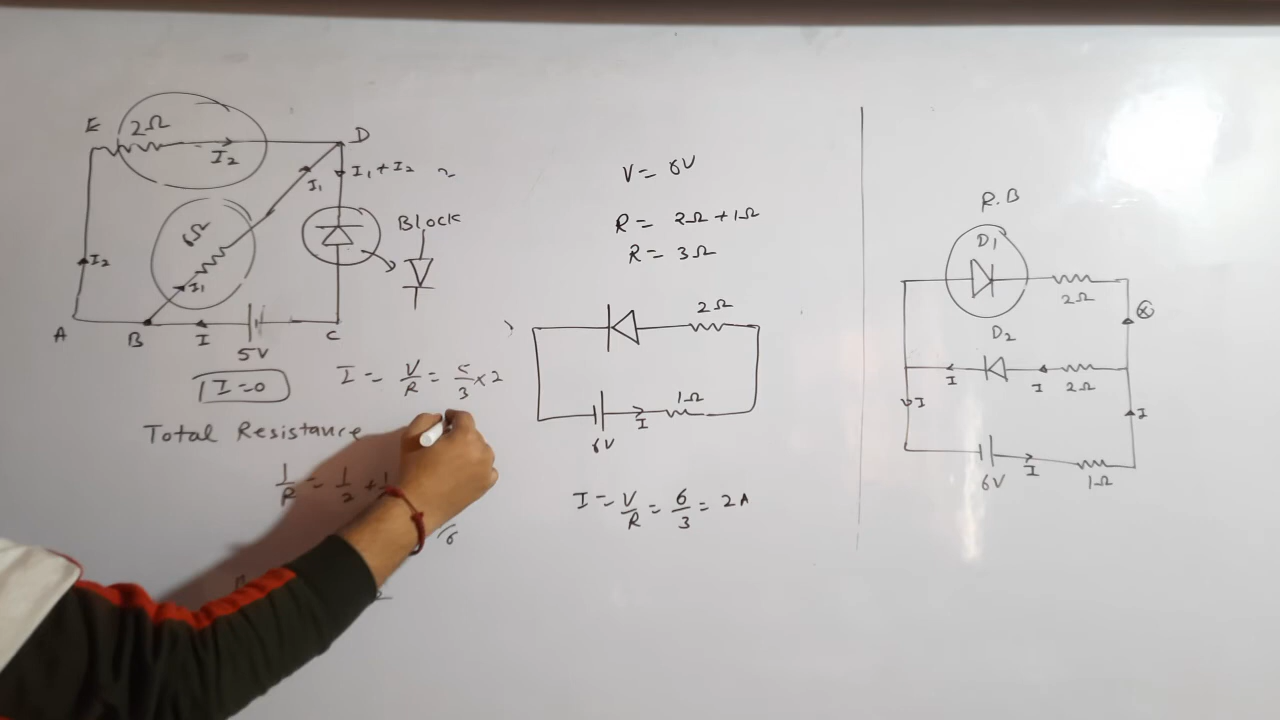 E
2Ω
I₂
D
I₁
I₁ + I₂
6Ω
Block
I₂
I₁
A
B
I
5V
C
I = 0
I = V/R = 5/3 × 2
Total Resistance
1/R = 1/2 +
V = 6V
R = 2Ω + 1Ω
R = 3Ω
2Ω
1Ω
I
6V
I = V/R = 6/3 = 2A
R.B
D₁
2Ω
D₂
I
I
2Ω
I
I
6V
I
1Ω